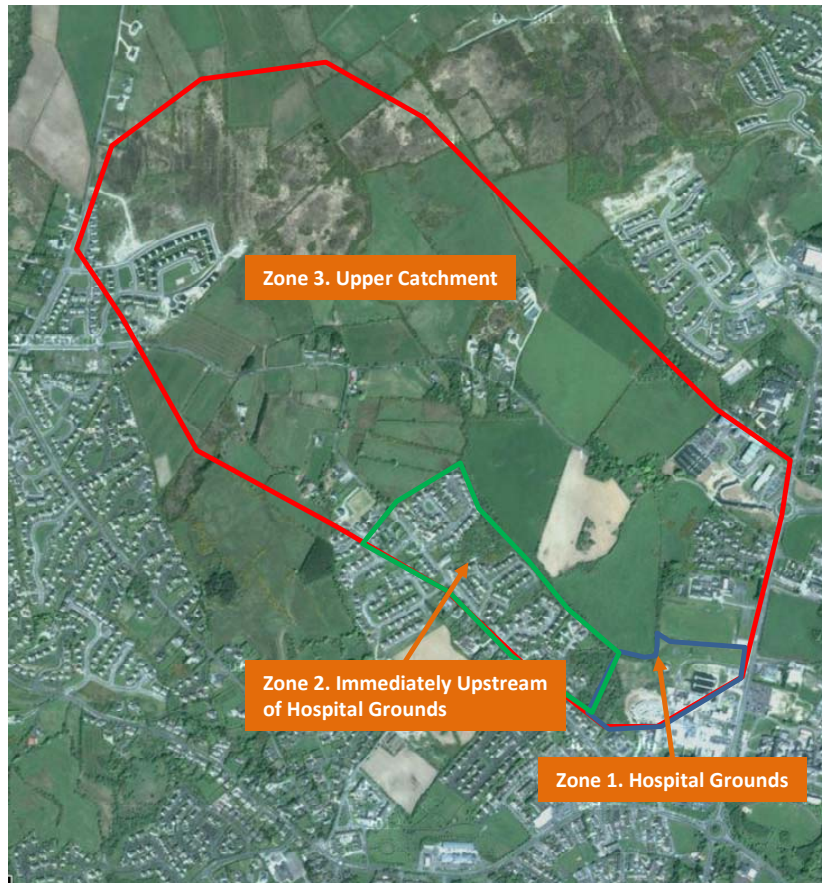 Zone 3. Upper Catchment
Zone 2. Immediately Upstream
of Hospital Grounds
Zone 1. Hospital Grounds